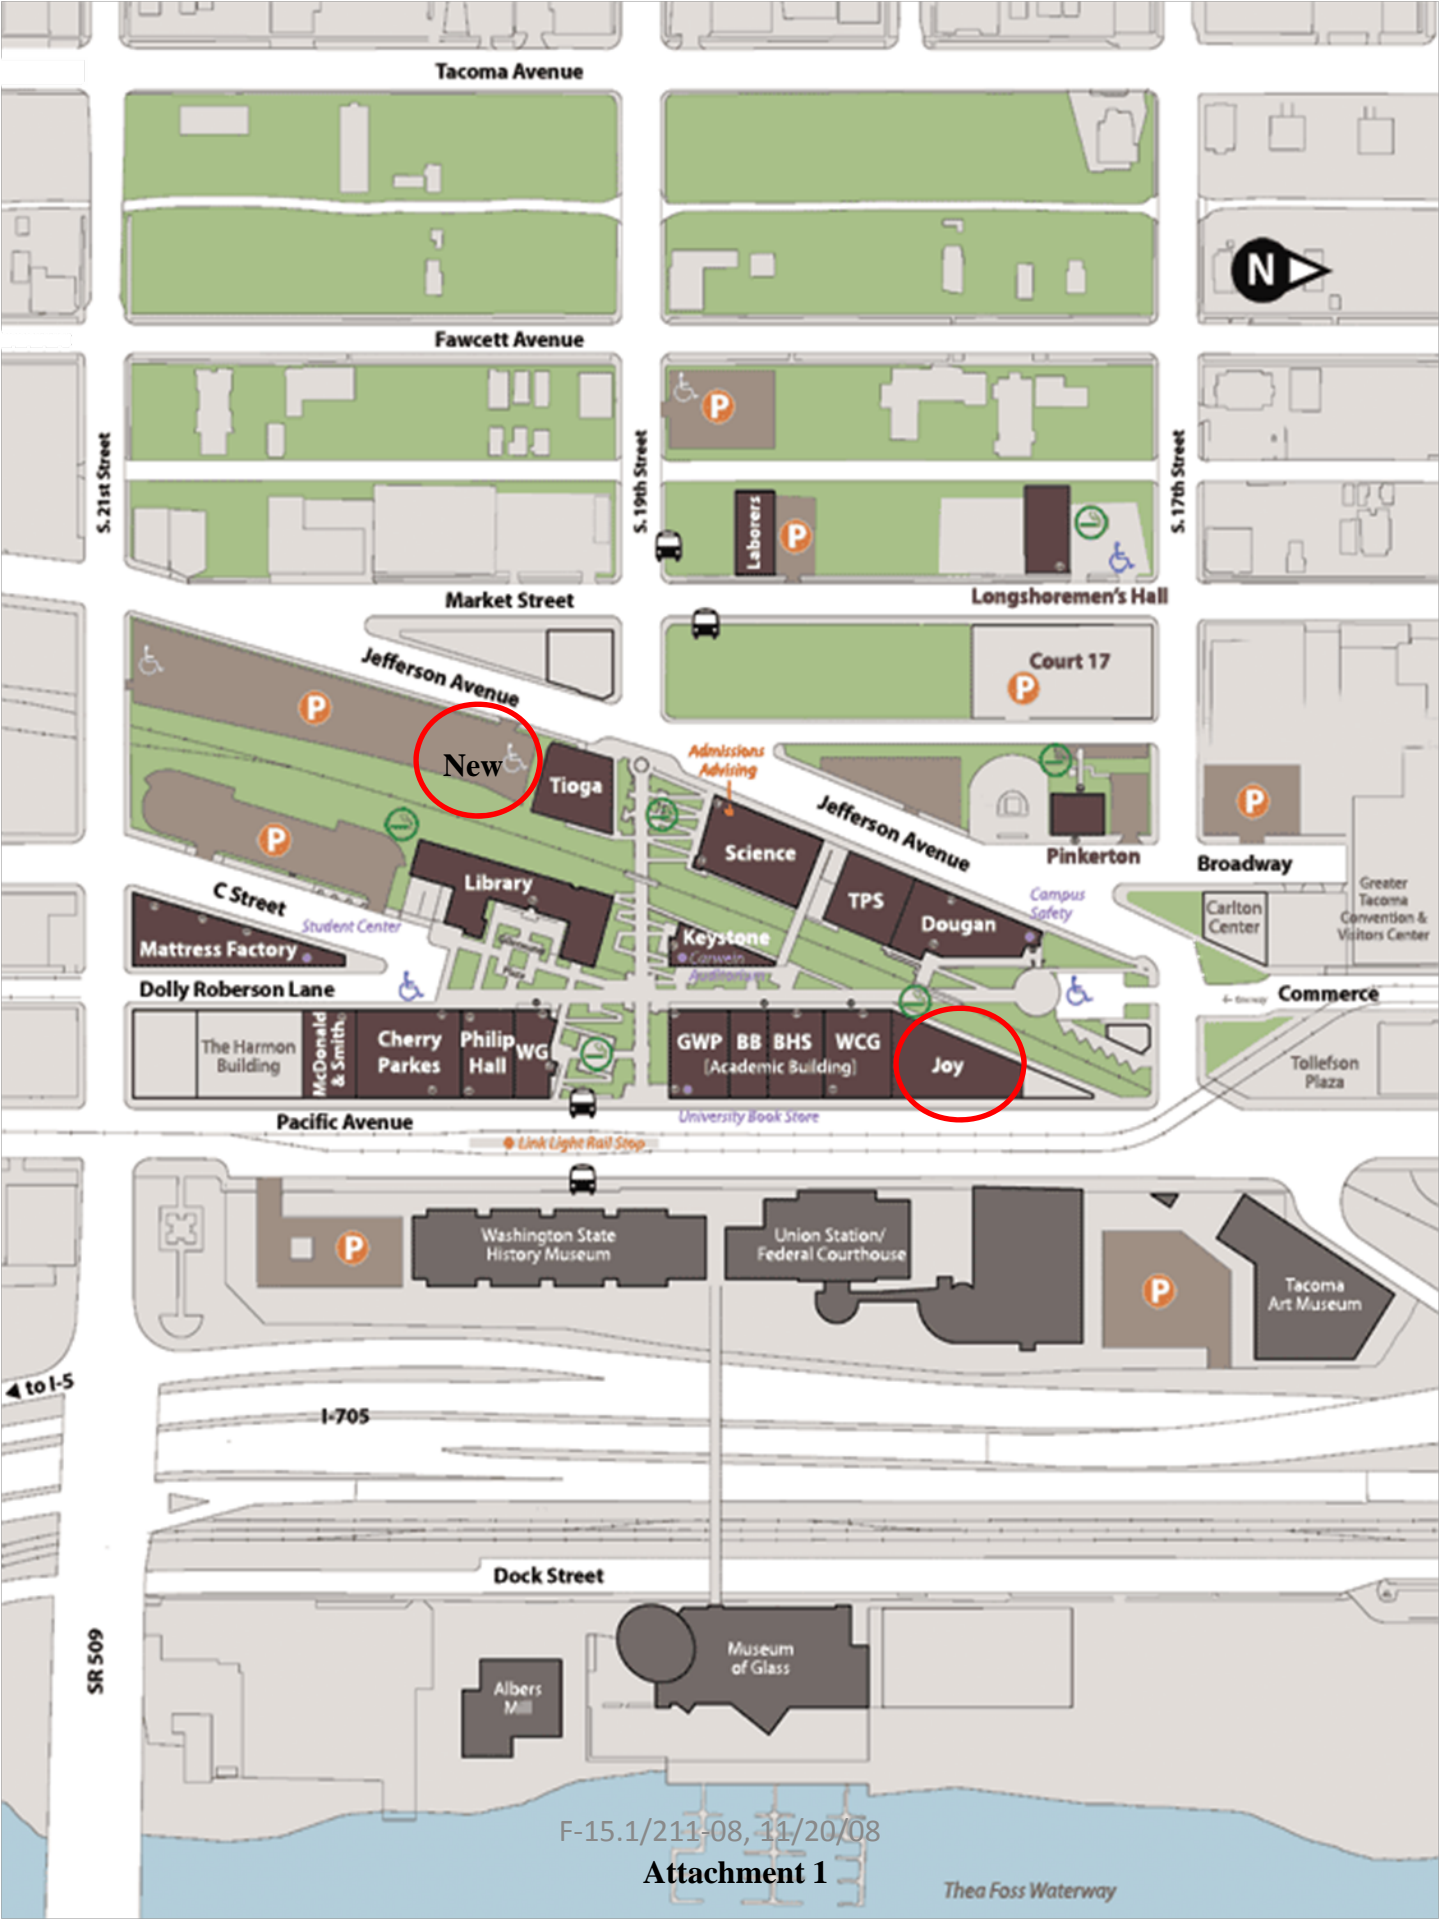 Tacoma Avenue
N
Fawcett Avenue
S. 21st Street
S. 19th Street
S. 17th Street
P
Laborers
P
Market Street
Longshoremen's Hall
Jefferson Avenue
Court 17
P
P
New
Tioga
Admissions
Advising
Jefferson Avenue
P
P
Science
Pinkerton
Broadway
Library
C Street
Student Center
TPS
Dougan
Campus
Safety
Carlton
Center
Greater
Tacoma
Convention &
Visitors Center
Mattress Factory
Keystone
Carwein
Auditorium
Dolly Roberson Lane
Commerce
The Harmon
Building
McDonald
& Smith
Cherry
Parkes
Philip
Hall
WG
GWP
BB
BHS
WCG
[Academic Building]
Joy
Tollefson
Plaza
Pacific Avenue
University Book Store
Link Light Rail Stop
P
Washington State
History Museum
Union Station/
Federal Courthouse
P
Tacoma
Art Museum
to I-5
I-705
Dock Street
SR 509
Museum
of Glass
Albers
Mill
F-15.1/211-08, 11/20/08
Attachment 1
Thea Foss Waterway